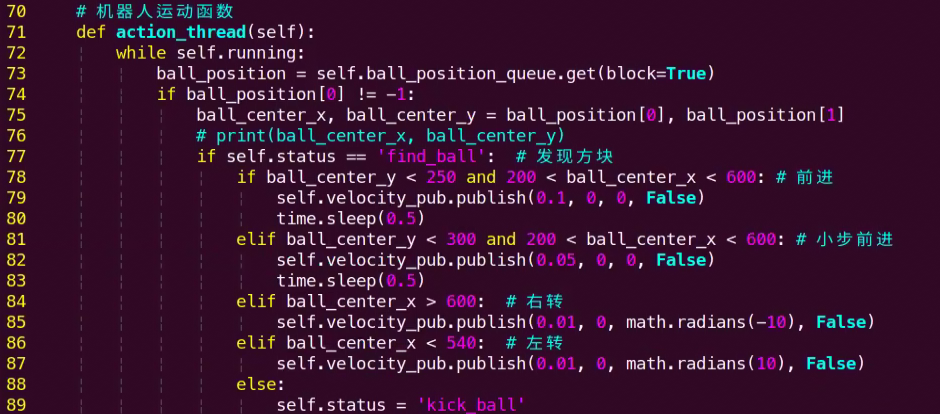 70 # 机器人运动函数
71 def action_thread(self):
72 while self.running:
73 ball_position = self.ball_position_queue.get(block=True)
74 if ball_position[0] != -1:
75 ball_center_x, ball_center_y = ball_position[0], ball_position[1]
76 # print(ball_center_x, ball_center_y)
77 if self.status == 'find_ball': # 发现方块
78 if ball_center_y < 250 and 200 < ball_center_x < 600: # 前进
79 self.velocity_pub.publish(0.1, 0, 0, False)
80 time.sleep(0.5)
81 elif ball_center_y < 300 and 200 < ball_center_x < 600: # 小步前进
82 self.velocity_pub.publish(0.05, 0, 0, False)
83 time.sleep(0.5)
84 elif ball_center_x > 600: # 右转
85 self.velocity_pub.publish(0.01, 0, math.radians(-10), False)
86 elif ball_center_x < 540: # 左转
87 self.velocity_pub.publish(0.01, 0, math.radians(10), False)
88 else:
89 self.status = 'kick_ball'